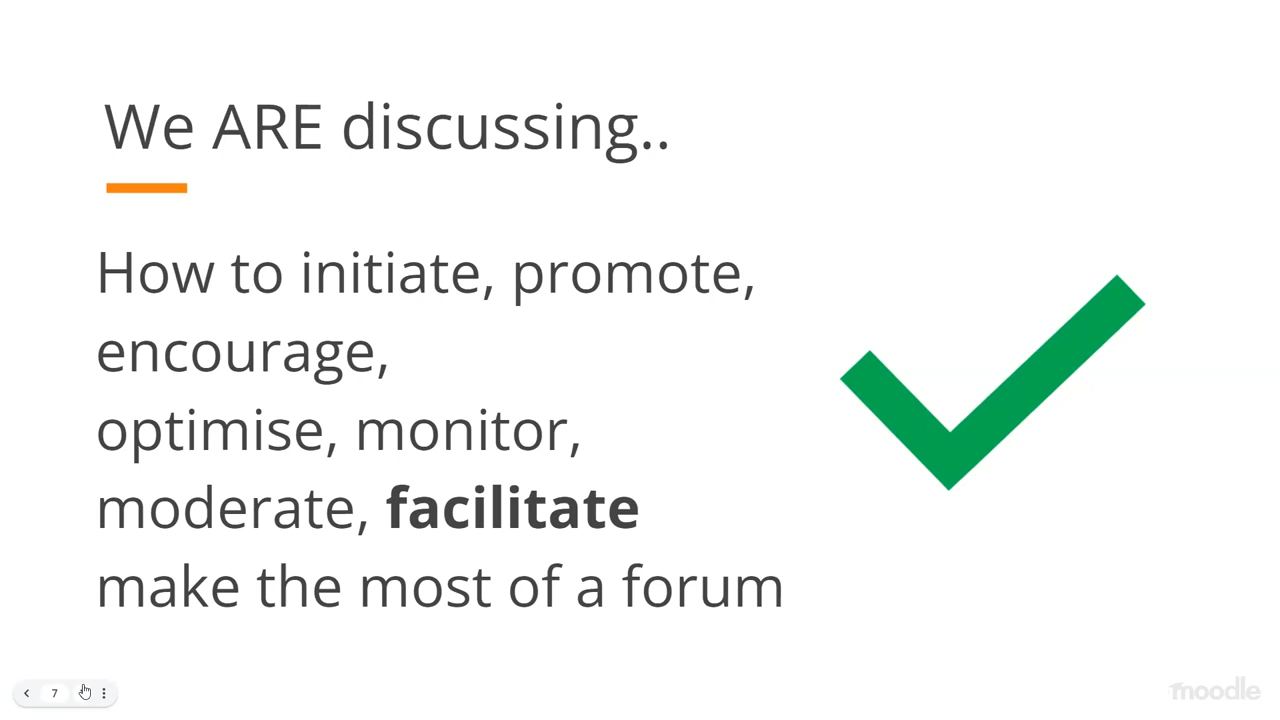 We ARE discussing..
How to initiate, promote,
encourage,
optimise, monitor,
moderate, facilitate
make the most of a forum
7
moodle